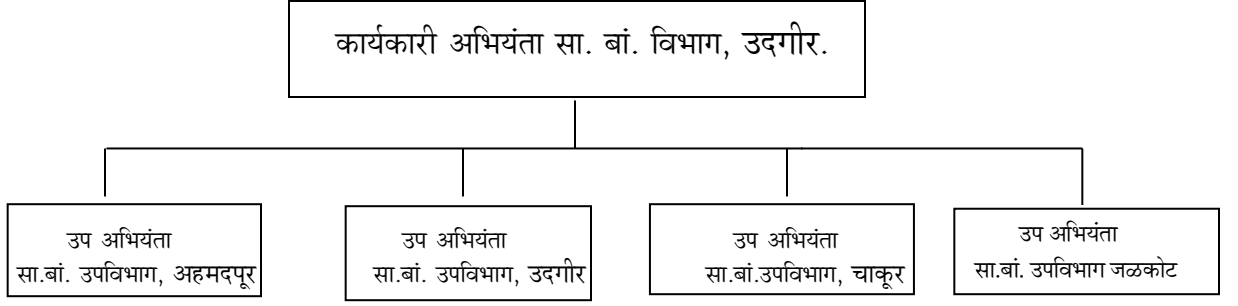 कार्यकारी अभियंता सा. बां. विभाग, उदगीर.
उप अभियंता
सा.बां. उपविभाग, अहमदपूर
उप अभियंता
सा.बां. उपविभाग, उदगीर
उप अभियंता
सा.बां.उपविभाग, चाकूर
उप अभियंता
सा.बां. उपविभाग जळकोट